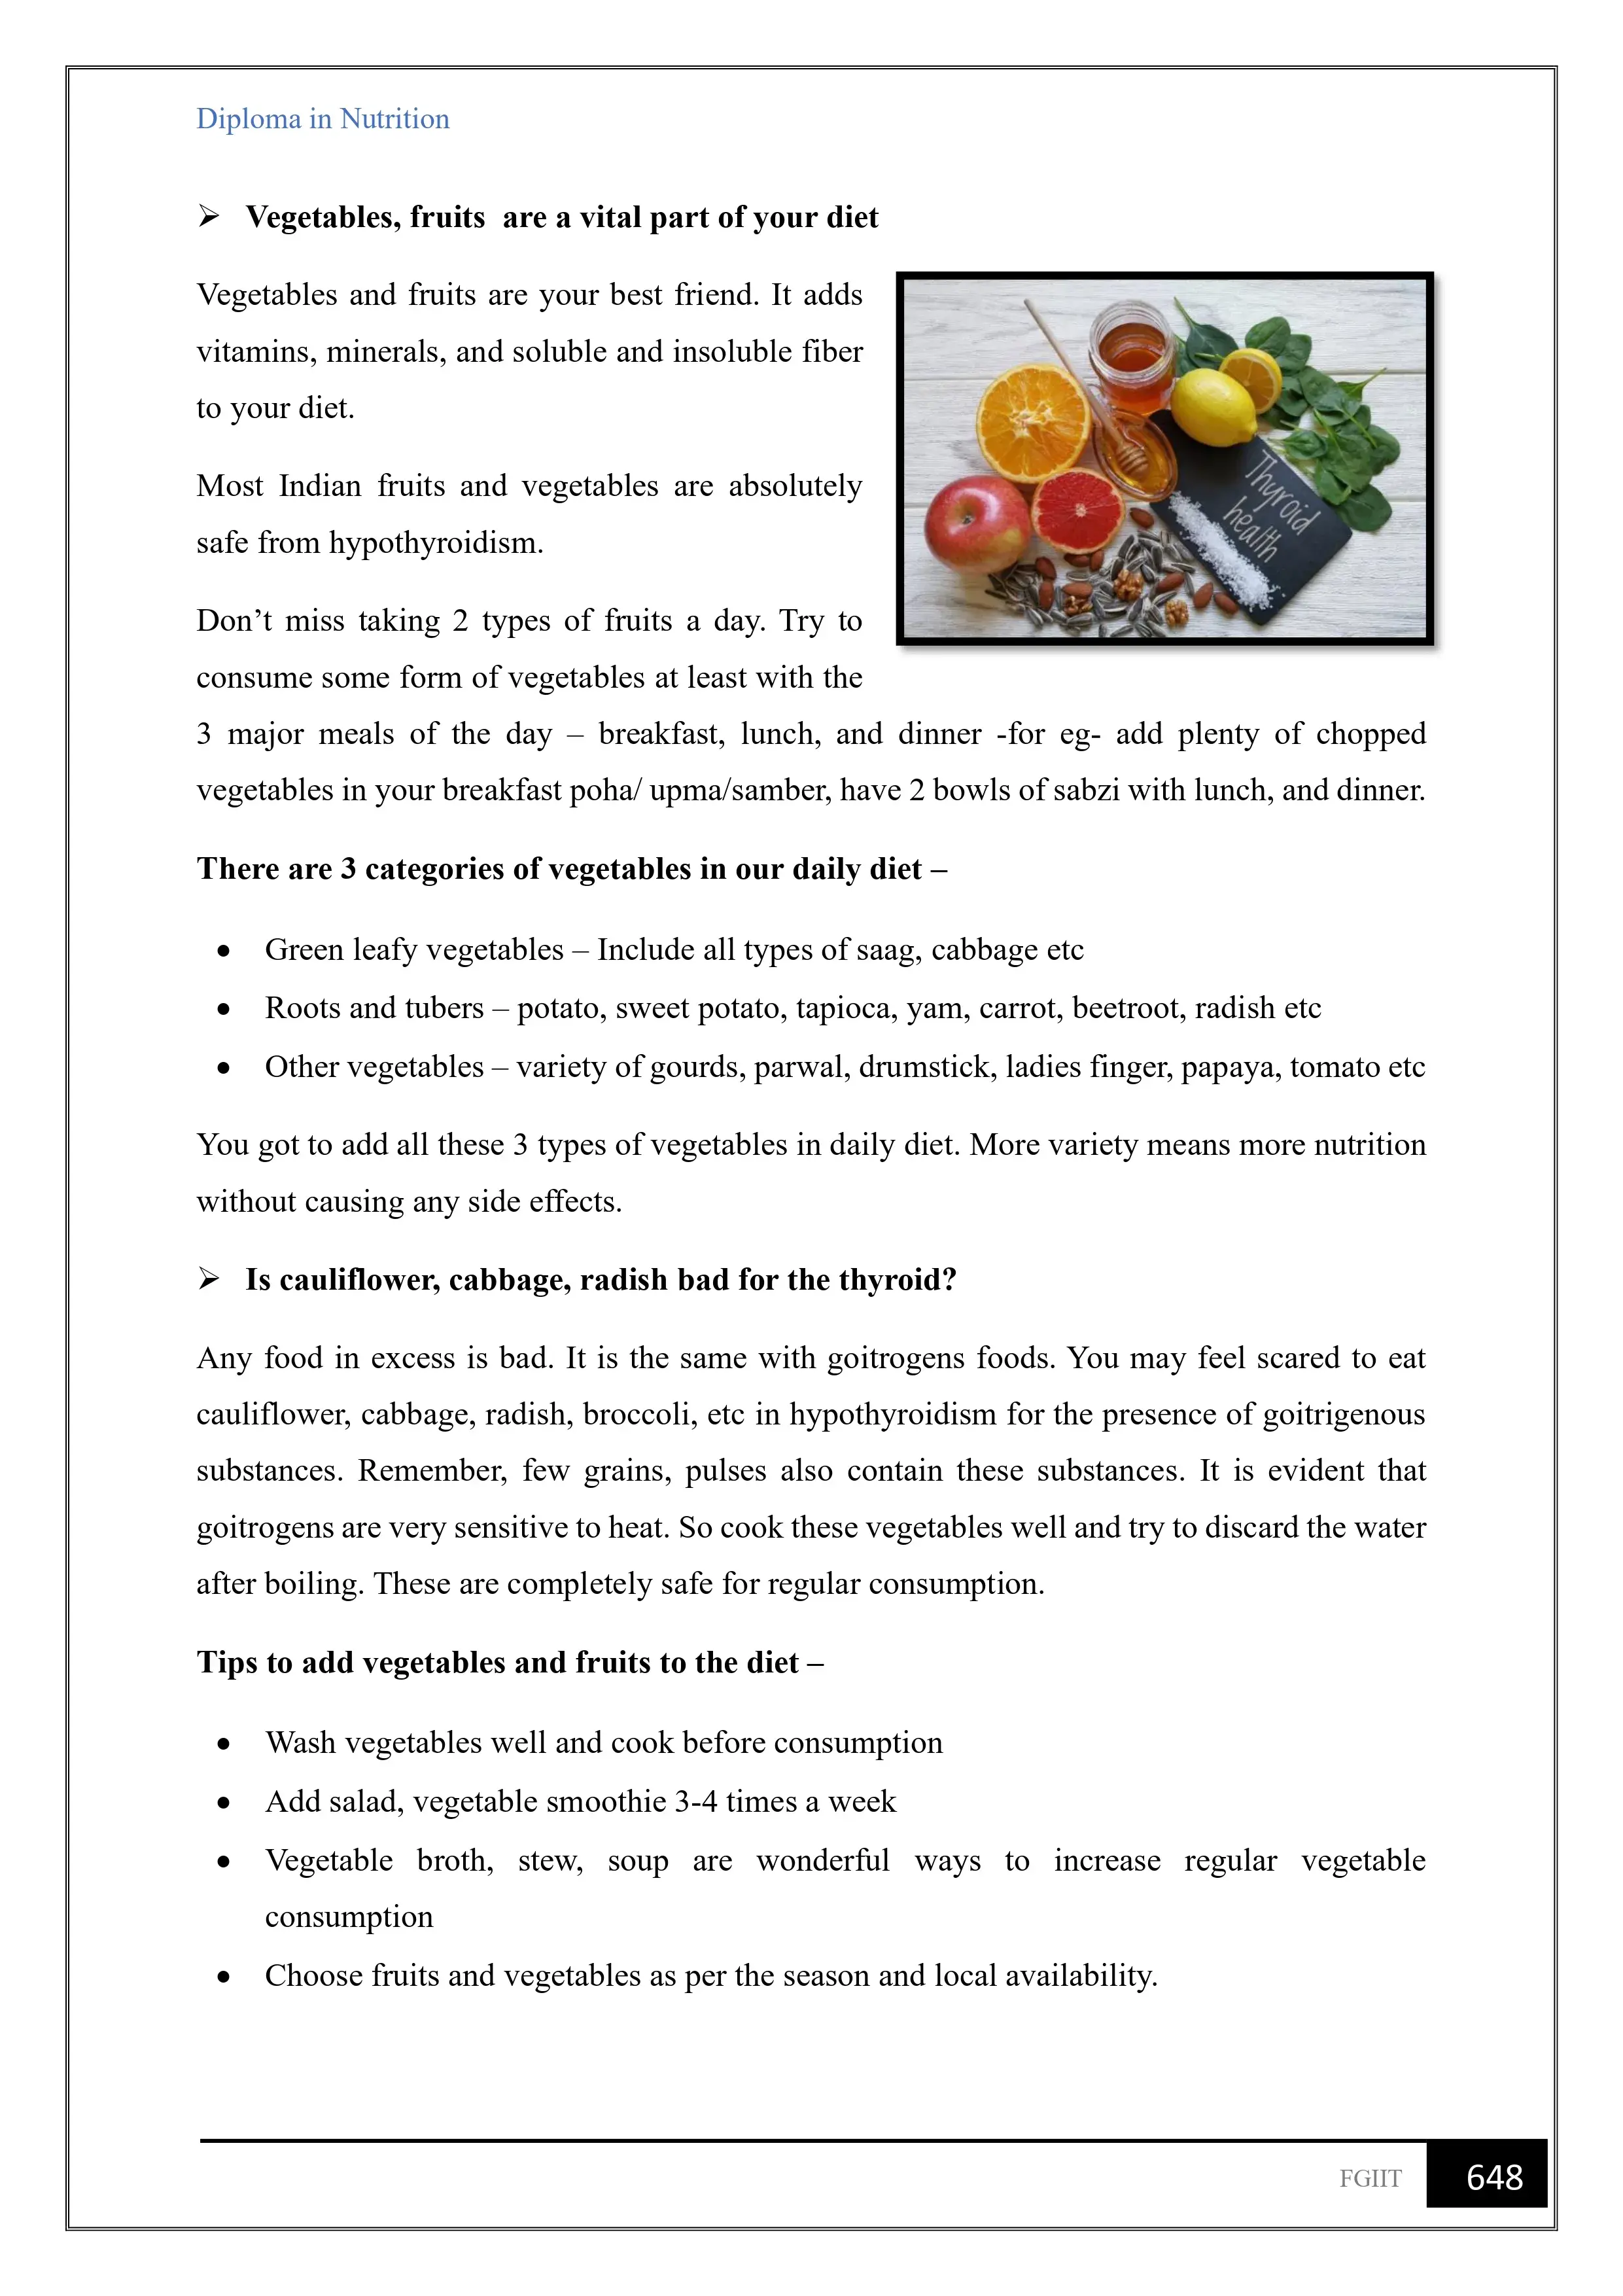 Diploma in Nutrition
➢ Vegetables, fruits  are a vital part of your diet
Vegetables and fruits are your best friend. It adds
vitamins, minerals, and soluble and insoluble fiber
to your diet.
Most Indian fruits and vegetables are absolutely
safe from hypothyroidism.
Thyroid
health
Don’t miss taking 2 types of fruits a day. Try to
consume some form of vegetables at least with the
3 major meals of the day – breakfast, lunch, and dinner -for eg- add plenty of chopped
vegetables in your breakfast poha/ upma/samber, have 2 bowls of sabzi with lunch, and dinner.
There are 3 categories of vegetables in our daily diet –
• Green leafy vegetables – Include all types of saag, cabbage etc
• Roots and tubers – potato, sweet potato, tapioca, yam, carrot, beetroot, radish etc
• Other vegetables – variety of gourds, parwal, drumstick, ladies finger, papaya, tomato etc
You got to add all these 3 types of vegetables in daily diet. More variety means more nutrition
without causing any side effects.
➢ Is cauliflower, cabbage, radish bad for the thyroid?
Any food in excess is bad. It is the same with goitrogens foods. You may feel scared to eat
cauliflower, cabbage, radish, broccoli, etc in hypothyroidism for the presence of goitrigenous
substances. Remember, few grains, pulses also contain these substances. It is evident that
goitrogens are very sensitive to heat. So cook these vegetables well and try to discard the water
after boiling. These are completely safe for regular consumption.
Tips to add vegetables and fruits to the diet –
• Wash vegetables well and cook before consumption
• Add salad, vegetable smoothie 3-4 times a week
• Vegetable broth, stew, soup are wonderful ways to increase regular vegetable
consumption
• Choose fruits and vegetables as per the season and local availability.
FGIIT 648